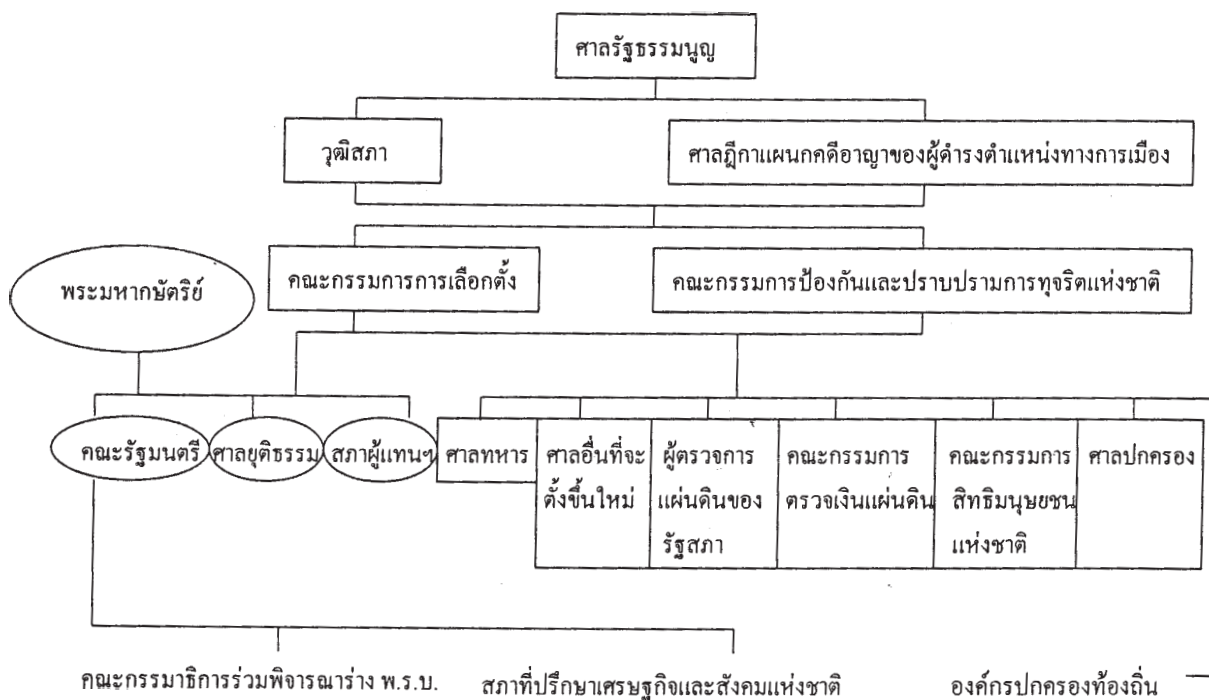 ศาลรัฐธรรมนูญ
วุฒิสภา
ศาลฎีกาแผนกคดีอาญาของผู้ดำรงตำแหน่งทางการเมือง
พระมหากษัตริย์
คณะกรรมการการเลือกตั้ง
คณะกรรมการป้องกันและปราบปรามการทุจริตแห่งชาติ
คณะรัฐมนตรี
ศาลยุติธรรม
สภาผู้แทนฯ
ศาลทหาร
ศาลอื่นที่จะ
ตั้งขึ้นใหม่
ผู้ตรวจการ
แผ่นดินของ
รัฐสภา
คณะกรรมการ
ตรวจเงินแผ่นดิน
คณะกรรมการ
สิทธิมนุษยชน
แห่งชาติ
ศาลปกครอง
คณะกรรมาธิการร่วมพิจารณาร่าง พ.ร.บ.
สภาที่ปรึกษาเศรษฐกิจและสังคมแห่งชาติ
องค์กรปกครองท้องถิ่น